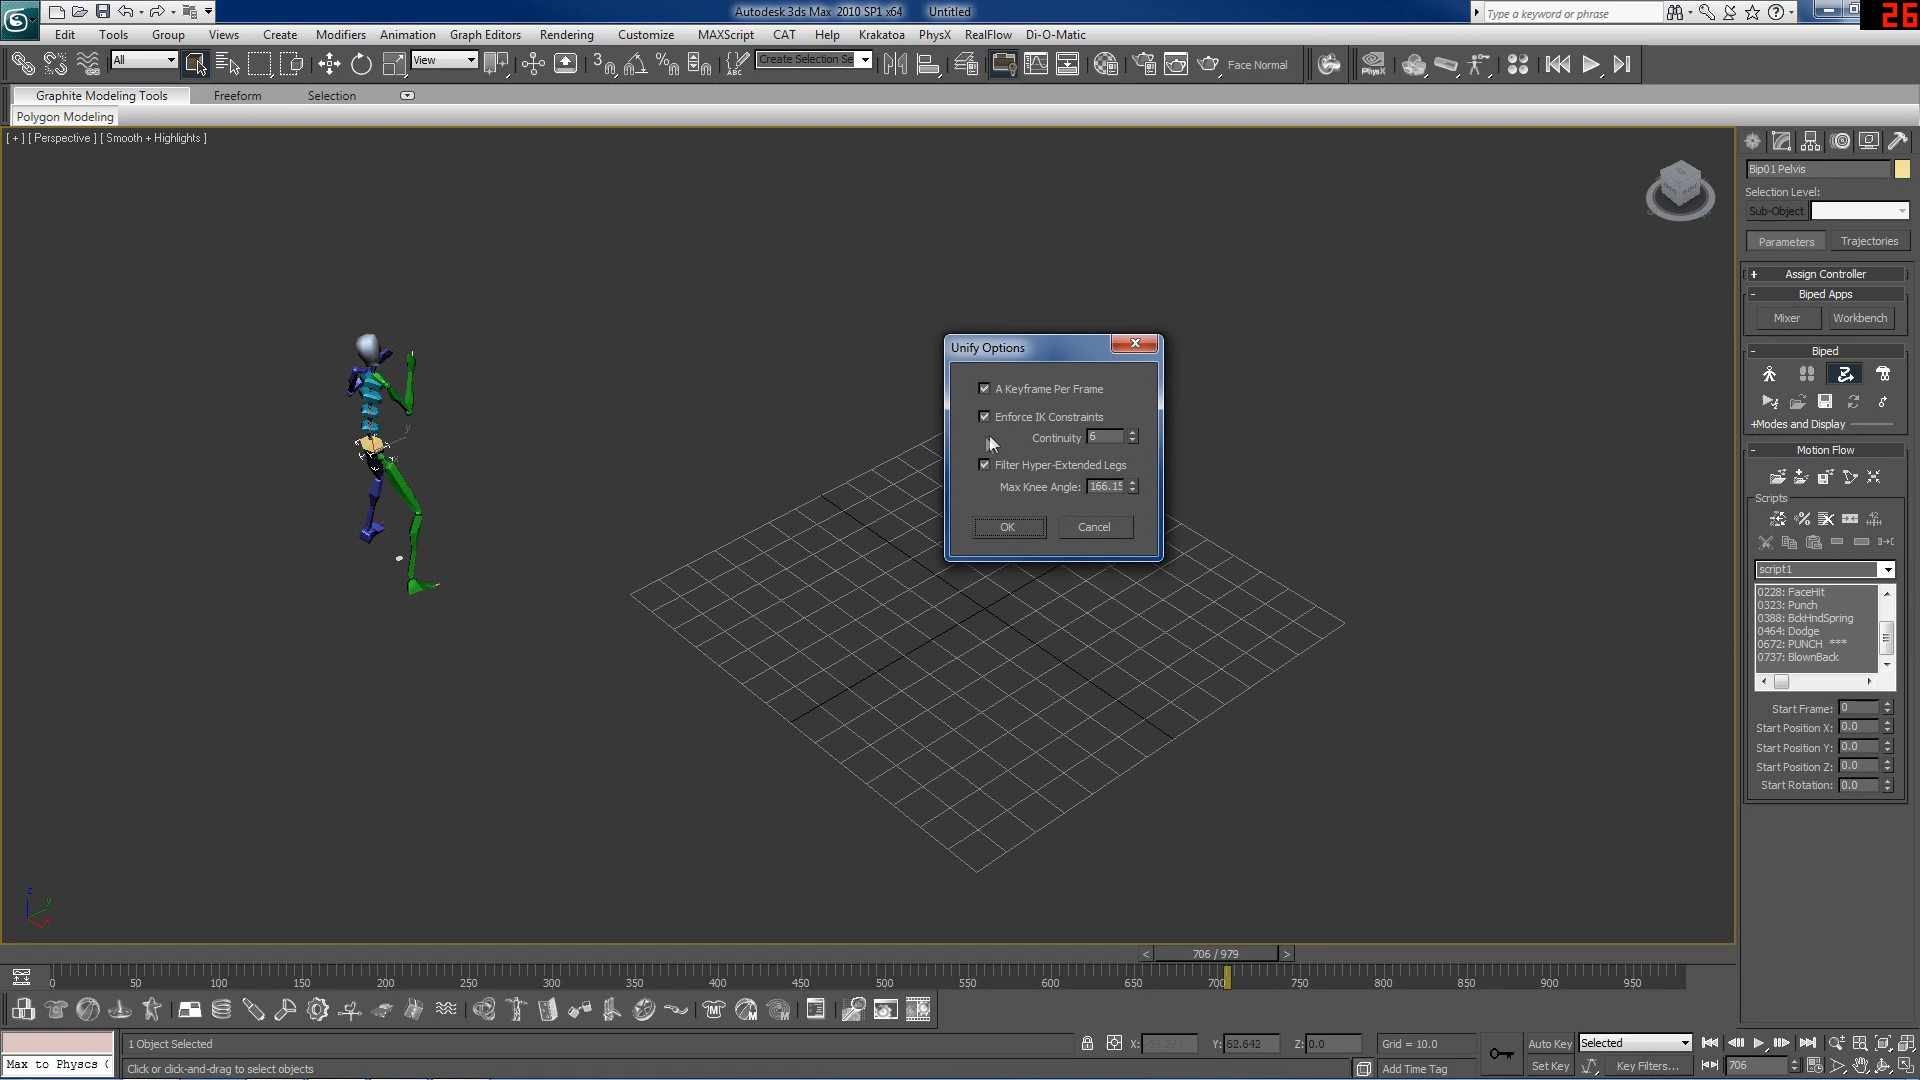 Autodesk 3ds Max 2010 SP1 x64 Untitled
Type a keyword or phrase
26
Edit Tools Group Views Create Modifiers Animation Graph Editors Rendering Customize MAXScript CAT Help Krakatoa PhysX RealFlow Di-O-Matic
All View Create Selection Se Face Normal
Graphite Modeling Tools Freeform Selection
Polygon Modeling
[ + ] [ Perspective ] [ Smooth + Highlights ]
Bip01 Pelvis
Selection Level:
Sub-Object
Parameters Trajectories
+ Assign Controller
- Biped Apps
Mixer Workbench
- Biped
+Modes and Display
- Motion Flow
Scripts
script1
0228: FaceHit
0323: Punch
0388: BckHndSpring
0464: Dodge
0672: PUNCH ***
0737: BlownBack
Start Frame: 0
Start Position X: 0.0
Start Position Y: 0.0
Start Position Z: 0.0
Start Rotation: 0.0
Unify Options
A Keyframe Per Frame
Enforce IK Constraints
Continuity 6
Filter Hyper-Extended Legs
Max Knee Angle: 166.15
OK Cancel
y
z
y
x
< 706 / 979 >
0 50 100 150 200 250 300 350 400 450 500 550 600 650 700 750 800 850 900 950
1 Object Selected X: Y: 52.642 Z: 0.0 Grid = 10.0 Auto Key Selected
Max to Physcs ( Click or click-and-drag to select objects Add Time Tag Set Key Key Filters... 706